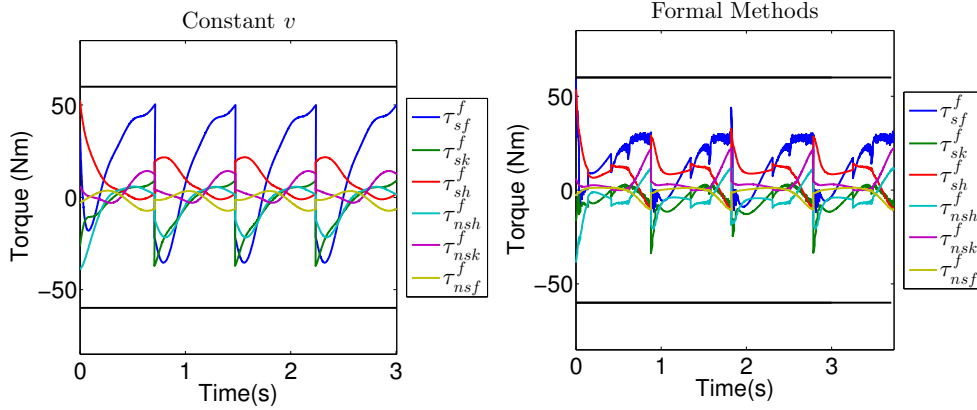 Constant v
50
0
−50
Torque (Nm)
0
1
2
3
Time(s)
τ^f_sf
τ^f_sk
τ^f_sh
τ^f_nsh
τ^f_nsk
τ^f_nsf
Formal Methods
50
0
−50
Torque (Nm)
0
1
2
3
Time(s)
τ^f_sf
τ^f_sk
τ^f_sh
τ^f_nsh
τ^f_nsk
τ^f_nsf